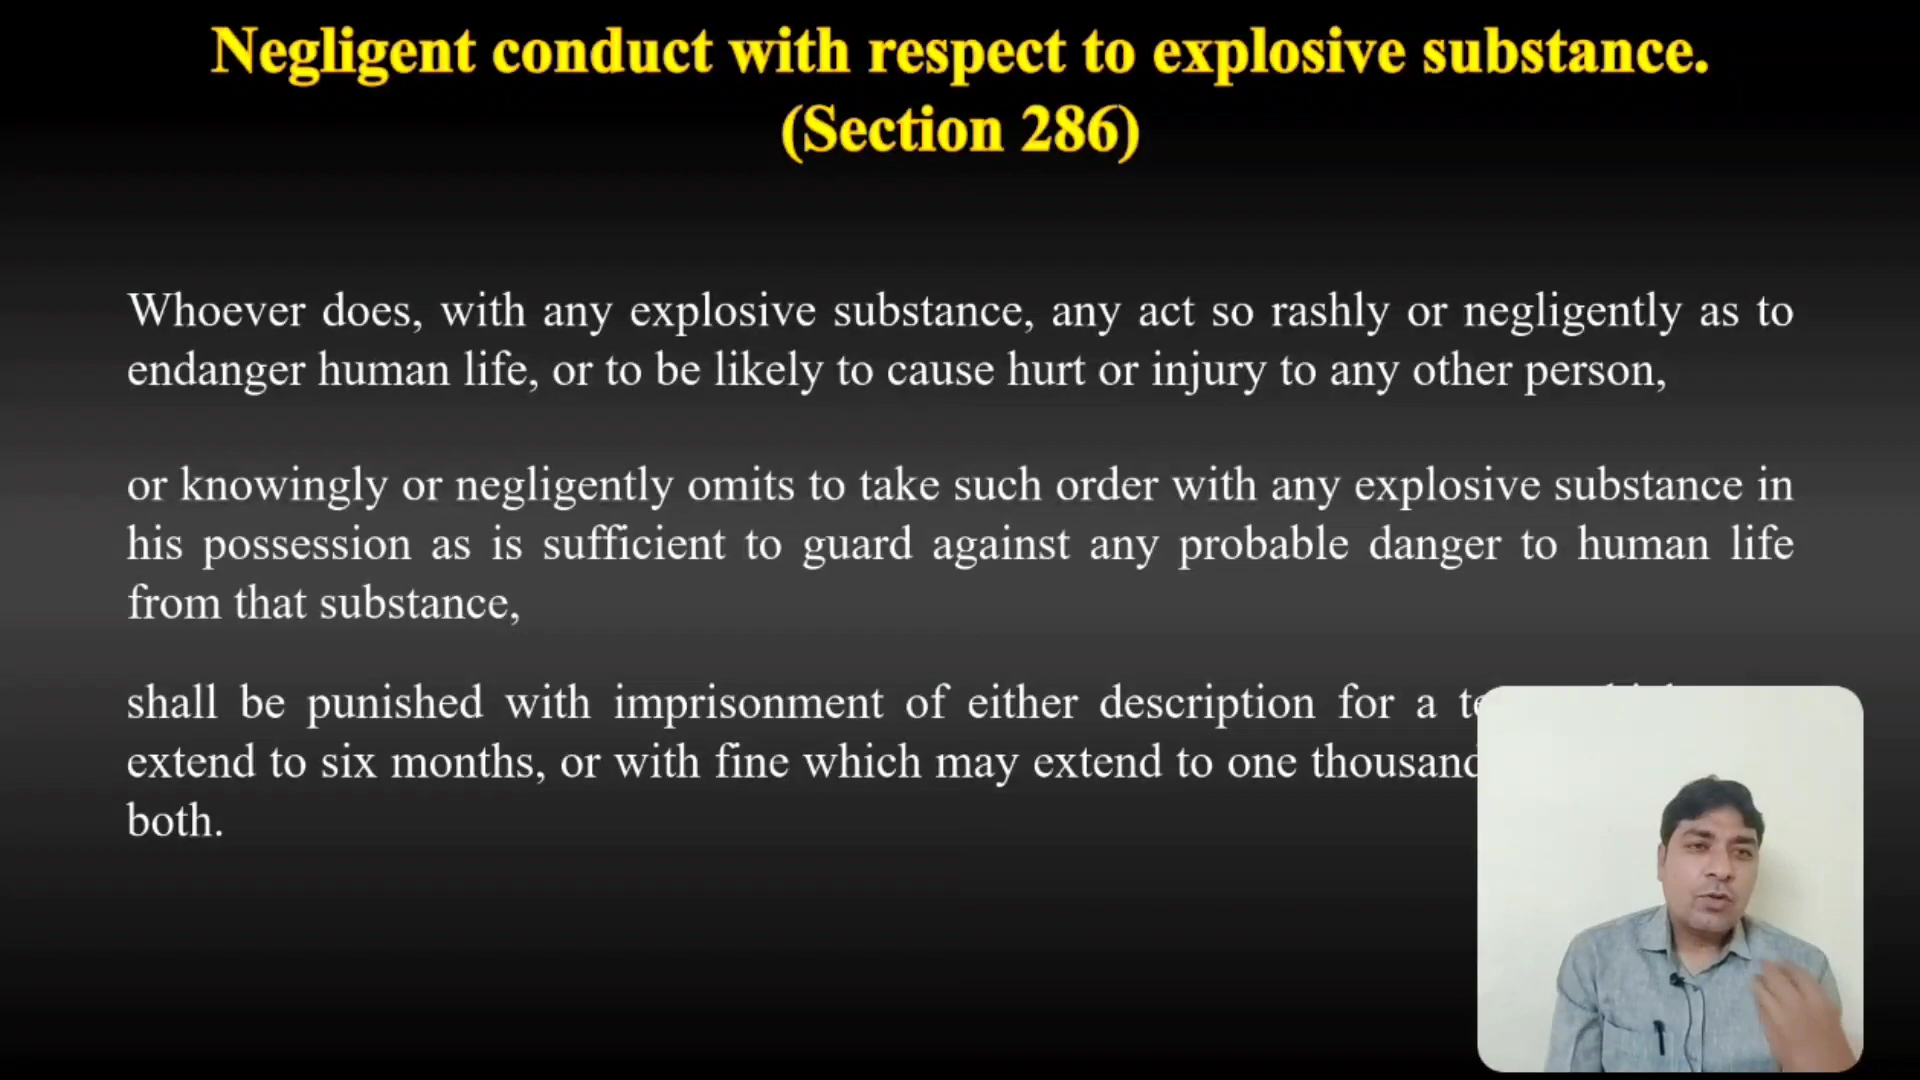 Negligent conduct with respect to explosive substance.
(Section 286)
Whoever does, with any explosive substance, any act so rashly or negligently as to
endanger human life, or to be likely to cause hurt or injury to any other person,
or knowingly or negligently omits to take such order with any explosive substance in
his possession as is sufficient to guard against any probable danger to human life
from that substance,
shall be punished with imprisonment of either description for a
extend to six months, or with fine which may extend to one thousand
both.